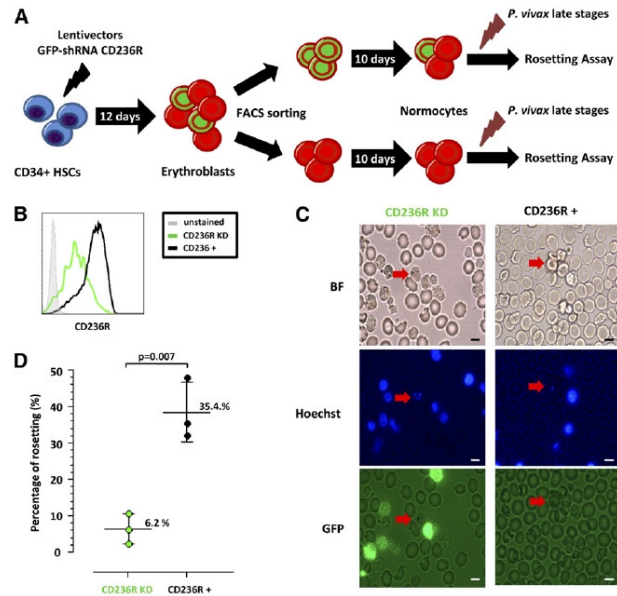 A
Lentivectors
GFP-shRNA CD236R
P. vivax late stages
12 days
FACS sorting
10 days
Rosetting Assay
CD34+ HSCs
Erythroblasts
Normocytes
P. vivax late stages
10 days
Rosetting Assay
B
unstained
CD236R KD
CD236 +
CD236R
C
CD236R KD
CD236R +
BF
Hoechst
GFP
D
p=0.007
Percentage of rosetting (%)
50
40
30
20
10
0
35.4.%
6.2 %
CD236R KD
CD236R +